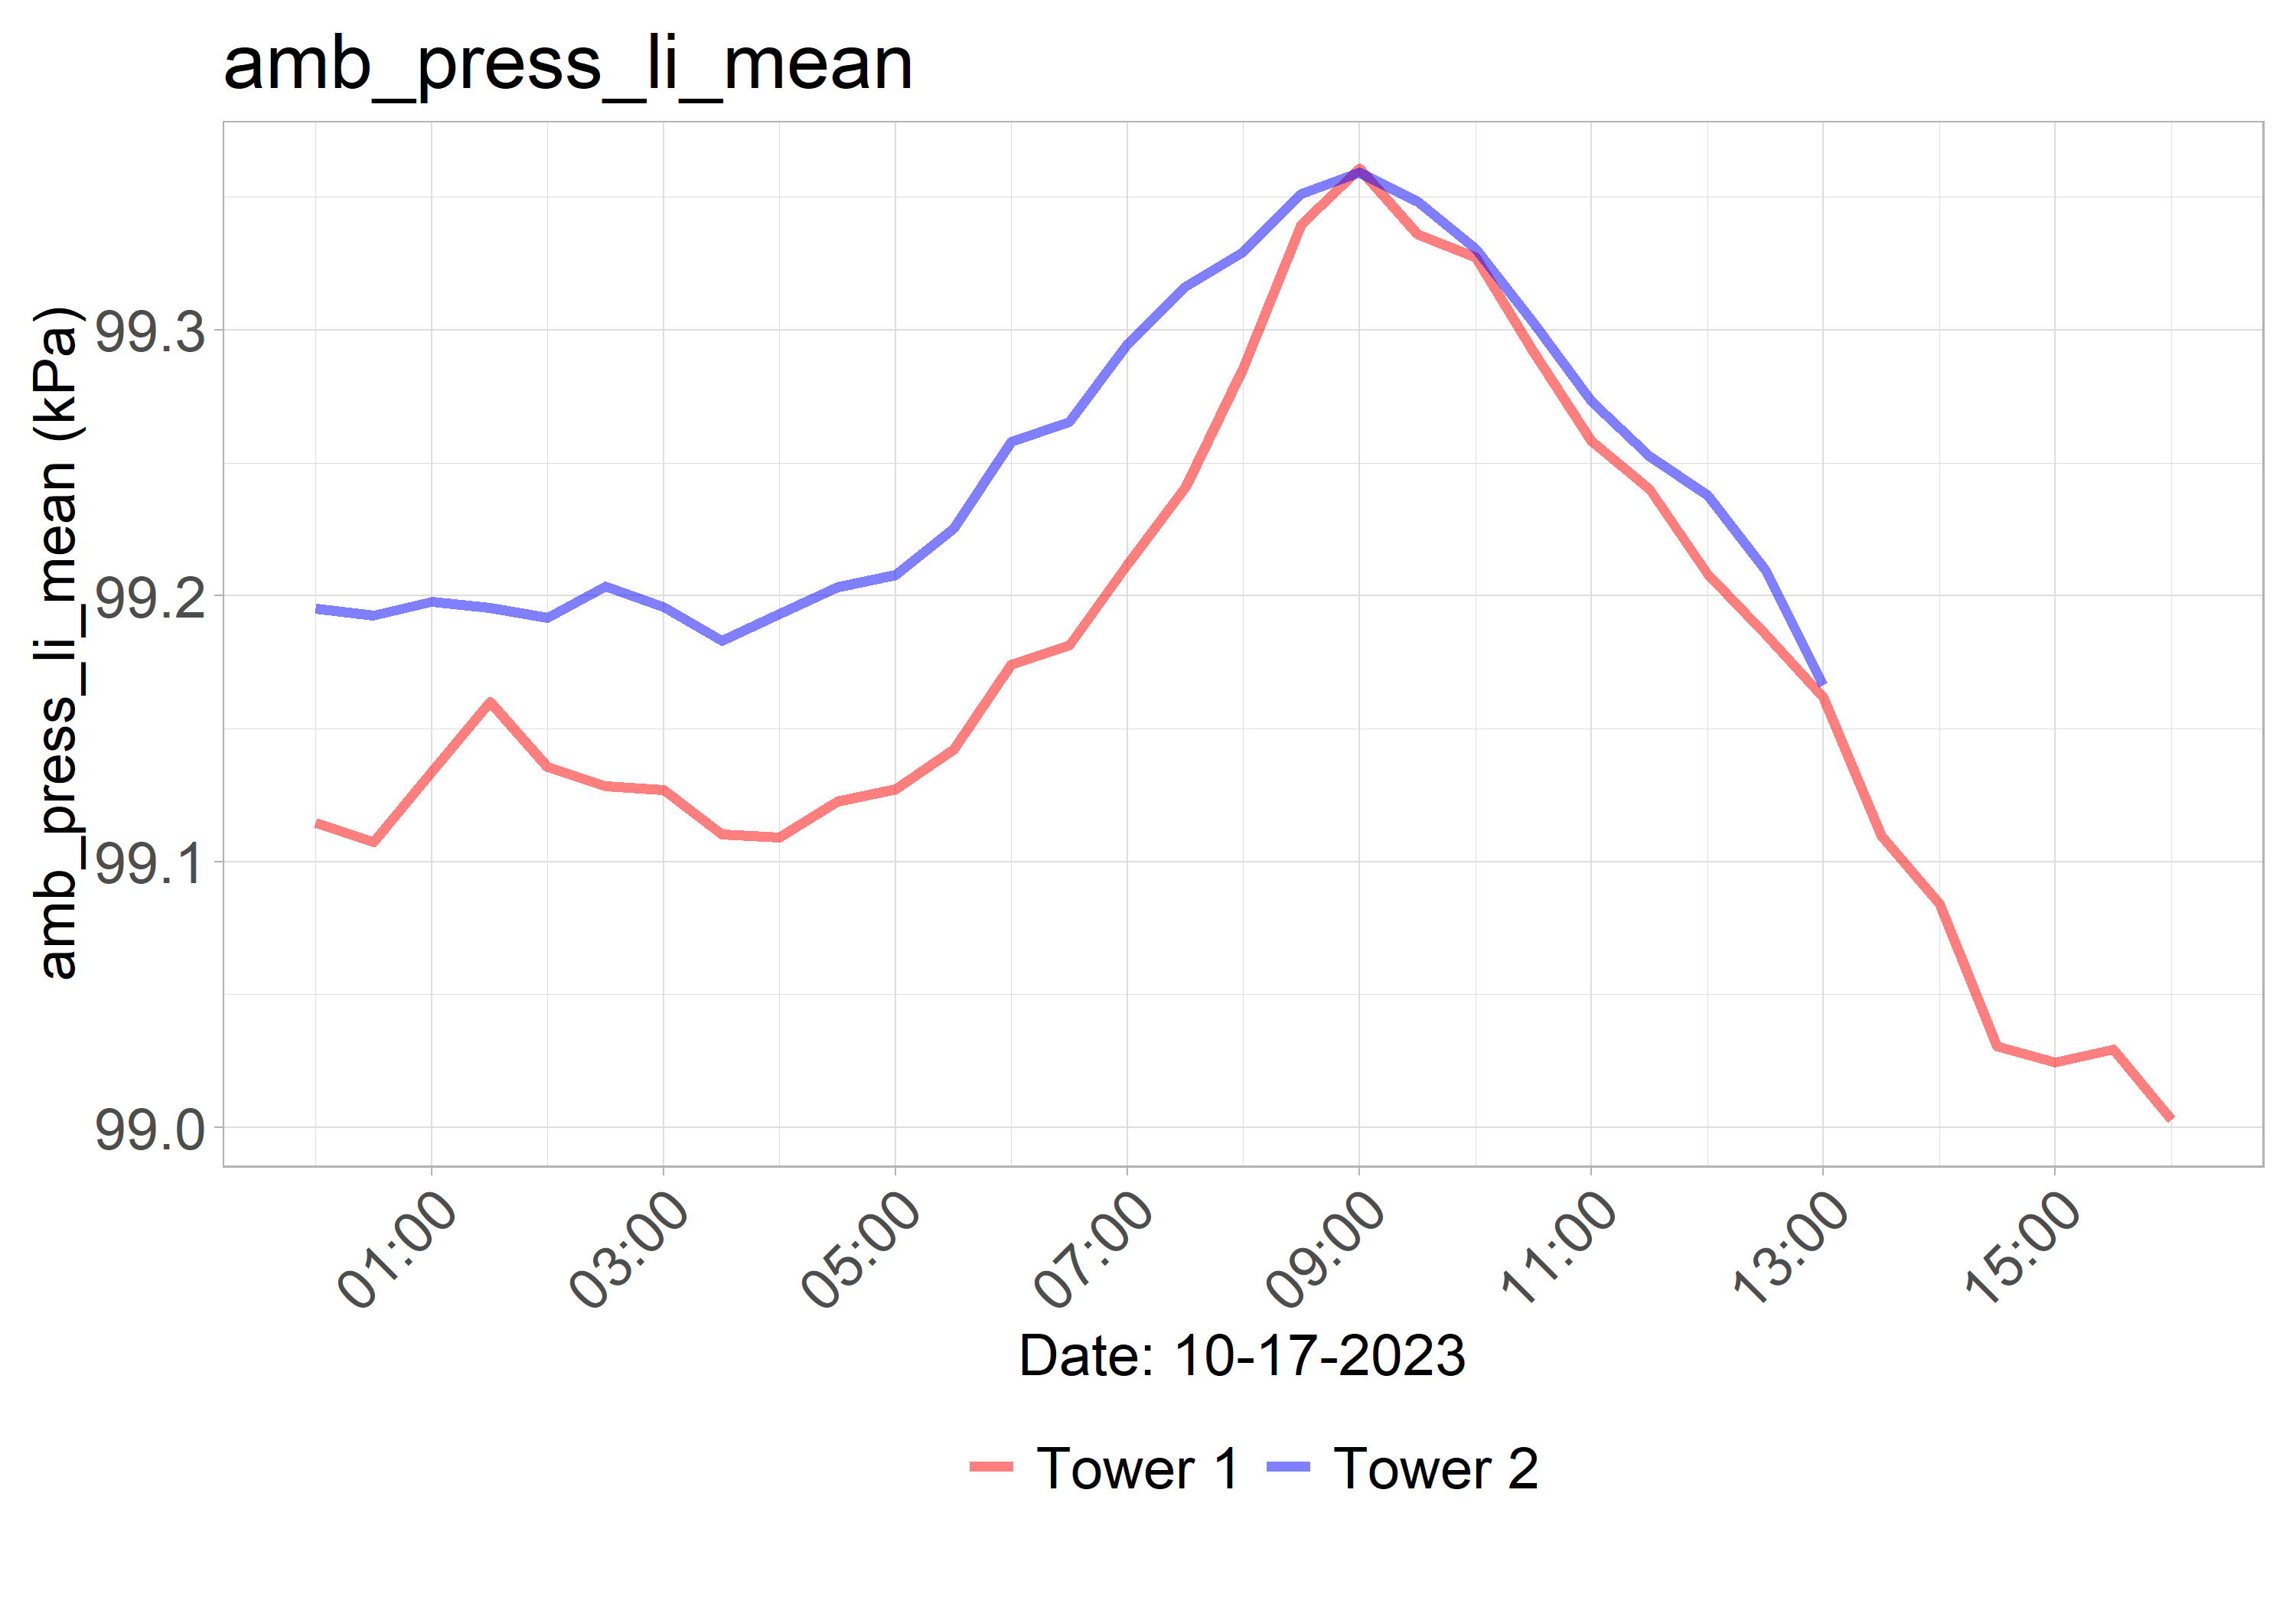 amb_press_li_mean
amb_press_li_mean (kPa)
99.3
99.2
99.1
99.0
01:00 03:00 05:00 07:00 09:00 11:00 13:00 15:00
Date: 10-17-2023
Tower 1 Tower 2